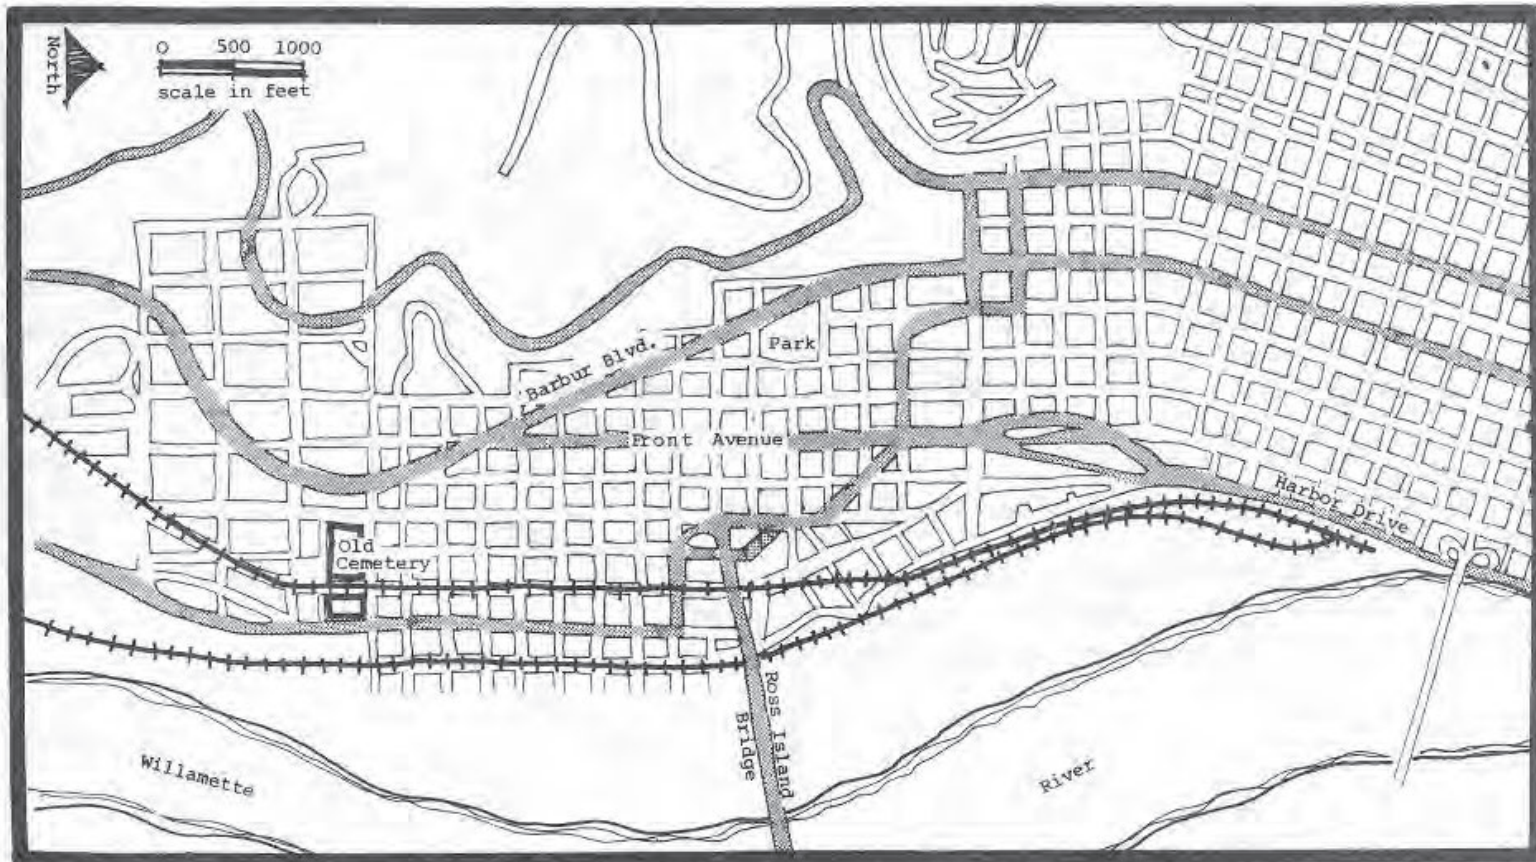 North
0 500 1000
scale in feet
Barbur Blvd.
Park
Front Avenue
Harbor Drive
Old
Cemetery
Ross Island
Bridge
Willamette
River